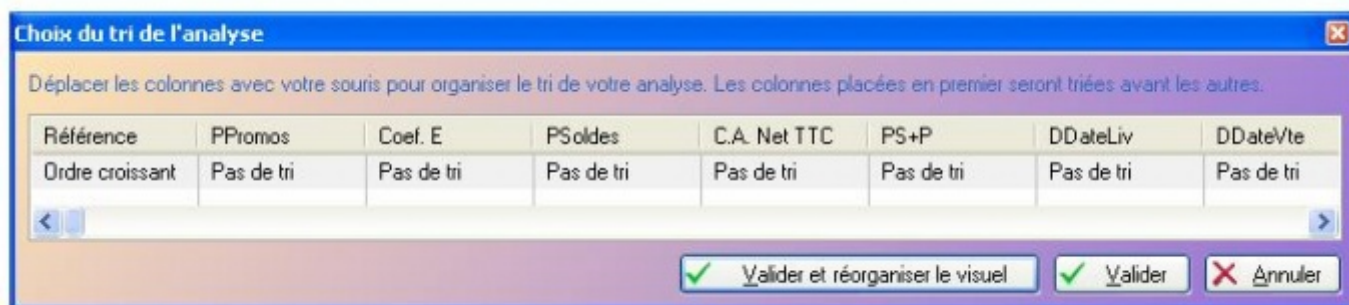 Choix du tri de l'analyse
Déplacer les colonnes avec votre souris pour organiser le tri de votre analyse. Les colonnes placées en premier seront triées avant les autres.
Référence PPromos Coef. E PSoldes C.A. Net TTC PS+P DDateLiv DDateVte
Ordre croissant Pas de tri Pas de tri Pas de tri Pas de tri Pas de tri Pas de tri Pas de tri
Valider et réorganiser le visuel Valider Annuler